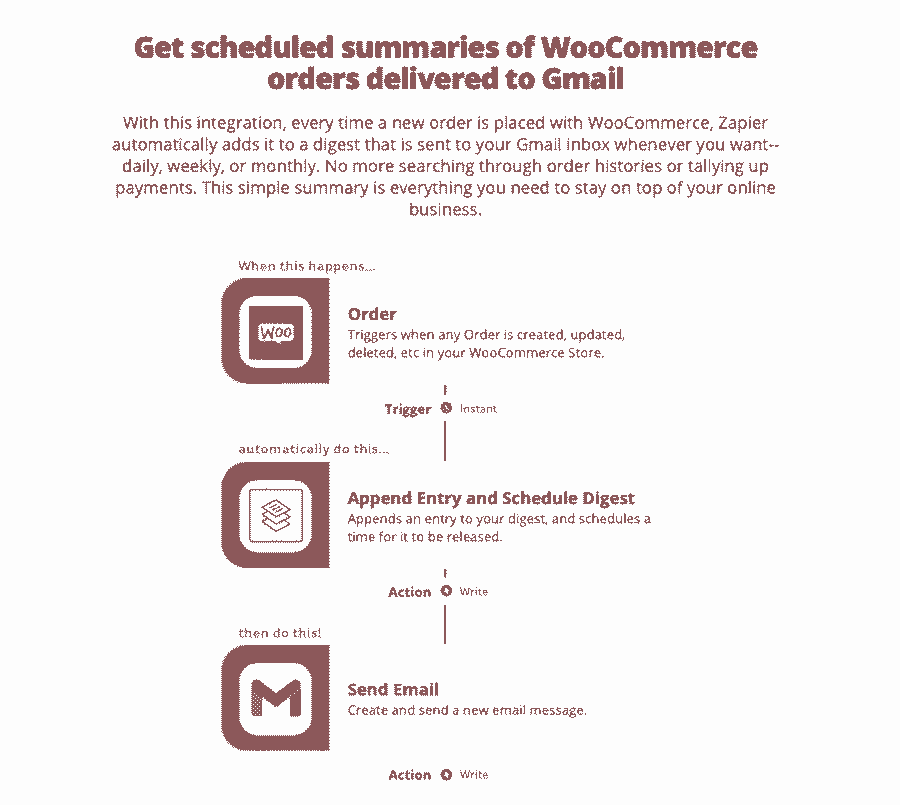 Get scheduled summaries of WooCommerce
orders delivered to Gmail
With this integration, every time a new order is placed with WooCommerce, Zapier
automatically adds it to a digest that is sent to your Gmail inbox whenever you want--
daily, weekly, or monthly. No more searching through order histories or tallying up
payments. This simple summary is everything you need to stay on top of your online
business.
When this happens...
Woo
Order
Triggers when any Order is created, updated,
deleted, etc in your WooCommerce Store.
Trigger Instant
automatically do this...
Append Entry and Schedule Digest
Appends an entry to your digest, and schedules a
time for it to be released.
Action Write
then do this!
Send Email
Create and send a new email message.
Action Write